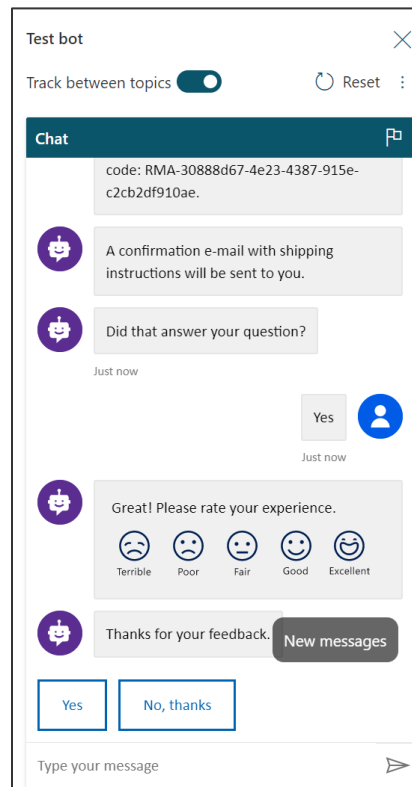 Test bot
Track between topics
Reset
Chat
code: RMA-30888d67-4e23-4387-915e-
c2cb2df910ae.
A confirmation e-mail with shipping
instructions will be sent to you.
Did that answer your question?
Just now
Yes
Just now
Great! Please rate your experience.
Terrible Poor Fair Good Excellent
Thanks for your feedback.
New messages
Yes No, thanks
Type your message